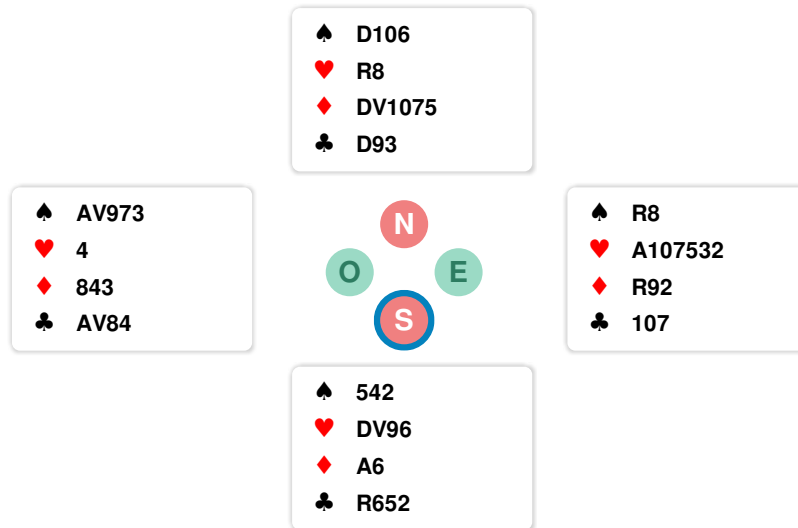 ♠ D106
♥ R8
♦ DV1075
♣ D93
♠ AV973
♥ 4
♦ 843
♣ AV84
N
O E
S
♠ R8
♥ A107532
♦ R92
♣ 107
♠ 542
♥ DV96
♦ A6
♣ R652